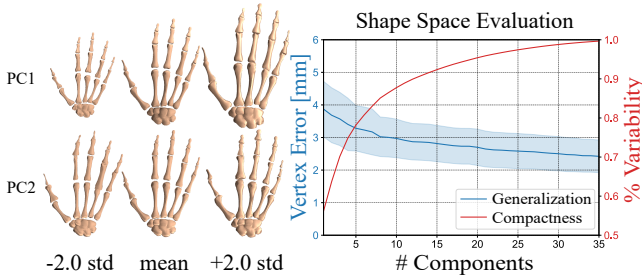 PC1
PC2
-2.0 std mean +2.0 std
Shape Space Evaluation
Vertex Error [mm]
6
5
4
3
2
1
0
1.0
0.9
0.8
0.7
0.6
0.5
% Variability
Generalization
Compactness
5 10 15 20 25 30 35
# Components